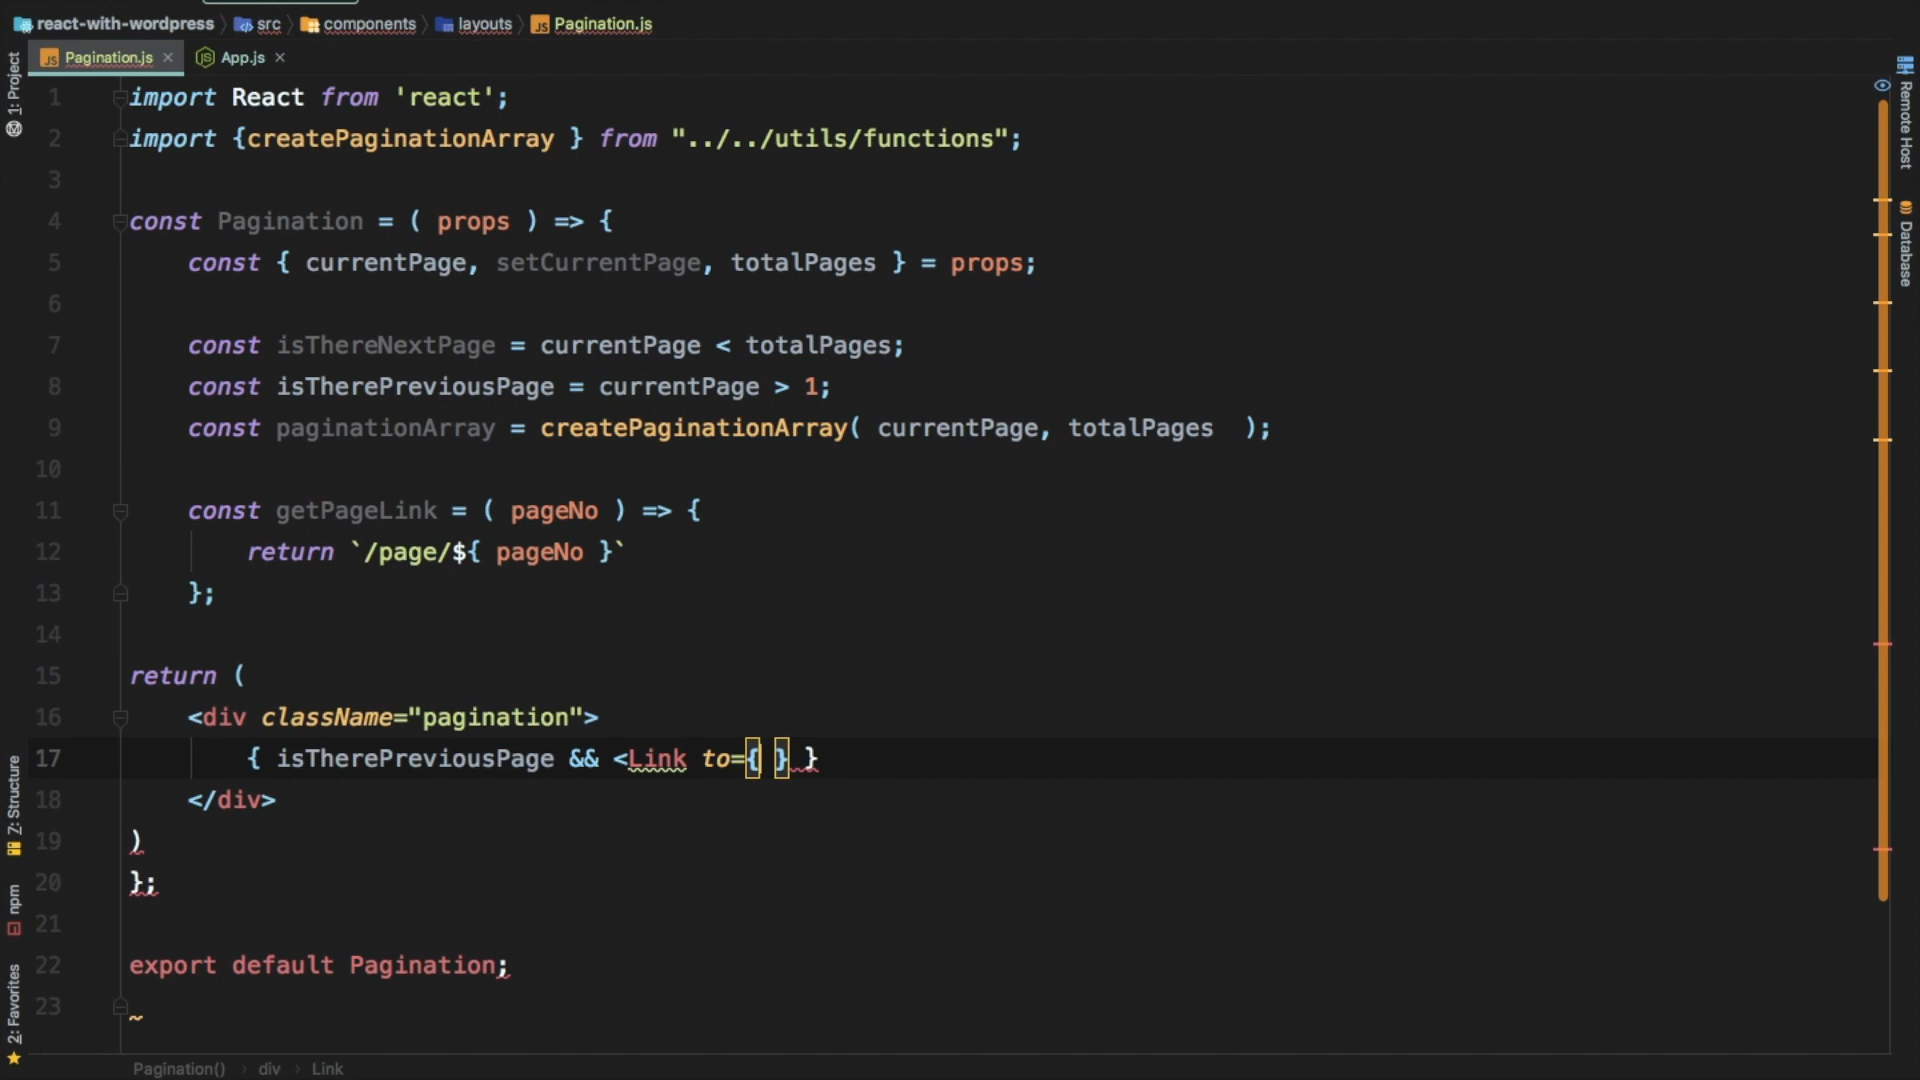 react-with-wordpress src components layouts Pagination.js
Pagination.js App.js
1: Project
Remote Host
Database
1 import React from 'react';
2 import {createPaginationArray } from "../../utils/functions";
3
4 const Pagination = ( props ) => {
5 const { currentPage, setCurrentPage, totalPages } = props;
6
7 const isThereNextPage = currentPage < totalPages;
8 const isTherePreviousPage = currentPage > 1;
9 const paginationArray = createPaginationArray( currentPage, totalPages  );
10
11 const getPageLink = ( pageNo ) => {
12 return `/page/${ pageNo }`
13 };
14
15 return (
16 <div className="pagination">
17 { isTherePreviousPage && <Link to={ } }
18 </div>
19 )
20 };
21
22 export default Pagination;
23
Z: Structure
npm
2: Favorites
Pagination() › div › Link